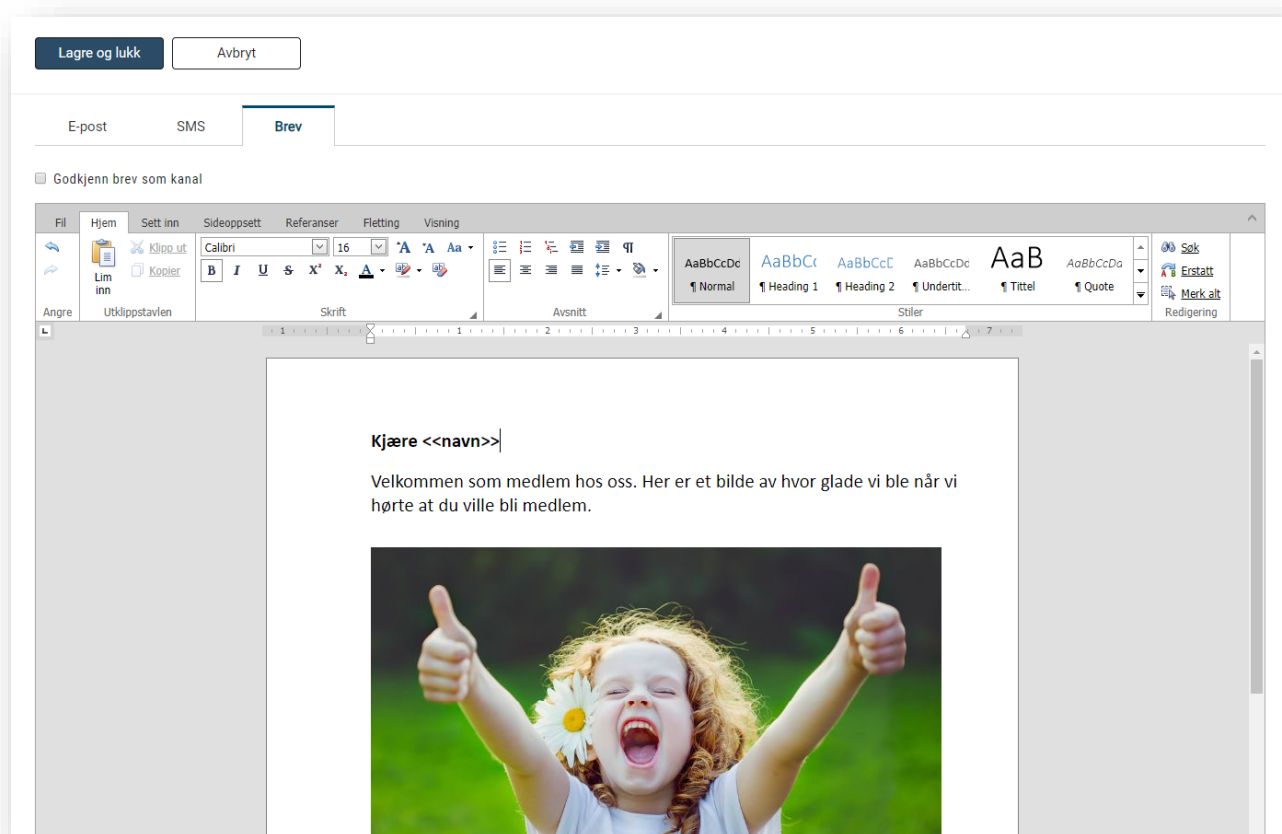 Lagre og lukk Avbryt
E-post SMS Brev
Godkjenn brev som kanal
Fil Hjem Sett inn Sideoppsett Referanser Fletting Visning
Klipp ut Calibri 16 Aa AaBbCcDd AaBbCc AaBbCcD AaBbCcDd AaB AaBbCcDd Søk
Lim inn Kopier B I U S X² X₂ A ¶ Normal ¶ Heading 1 ¶ Heading 2 ¶ Undertit... ¶ Tittel ¶ Quote Erstatt
Merk alt
Angre Utklippstavlen Skrift Avsnitt Stiler Redigering
1 1 2 3 4 5 6 7
Kjære <<navn>>
Velkommen som medlem hos oss. Her er et bilde av hvor glade vi ble når vi
hørte at du ville bli medlem.